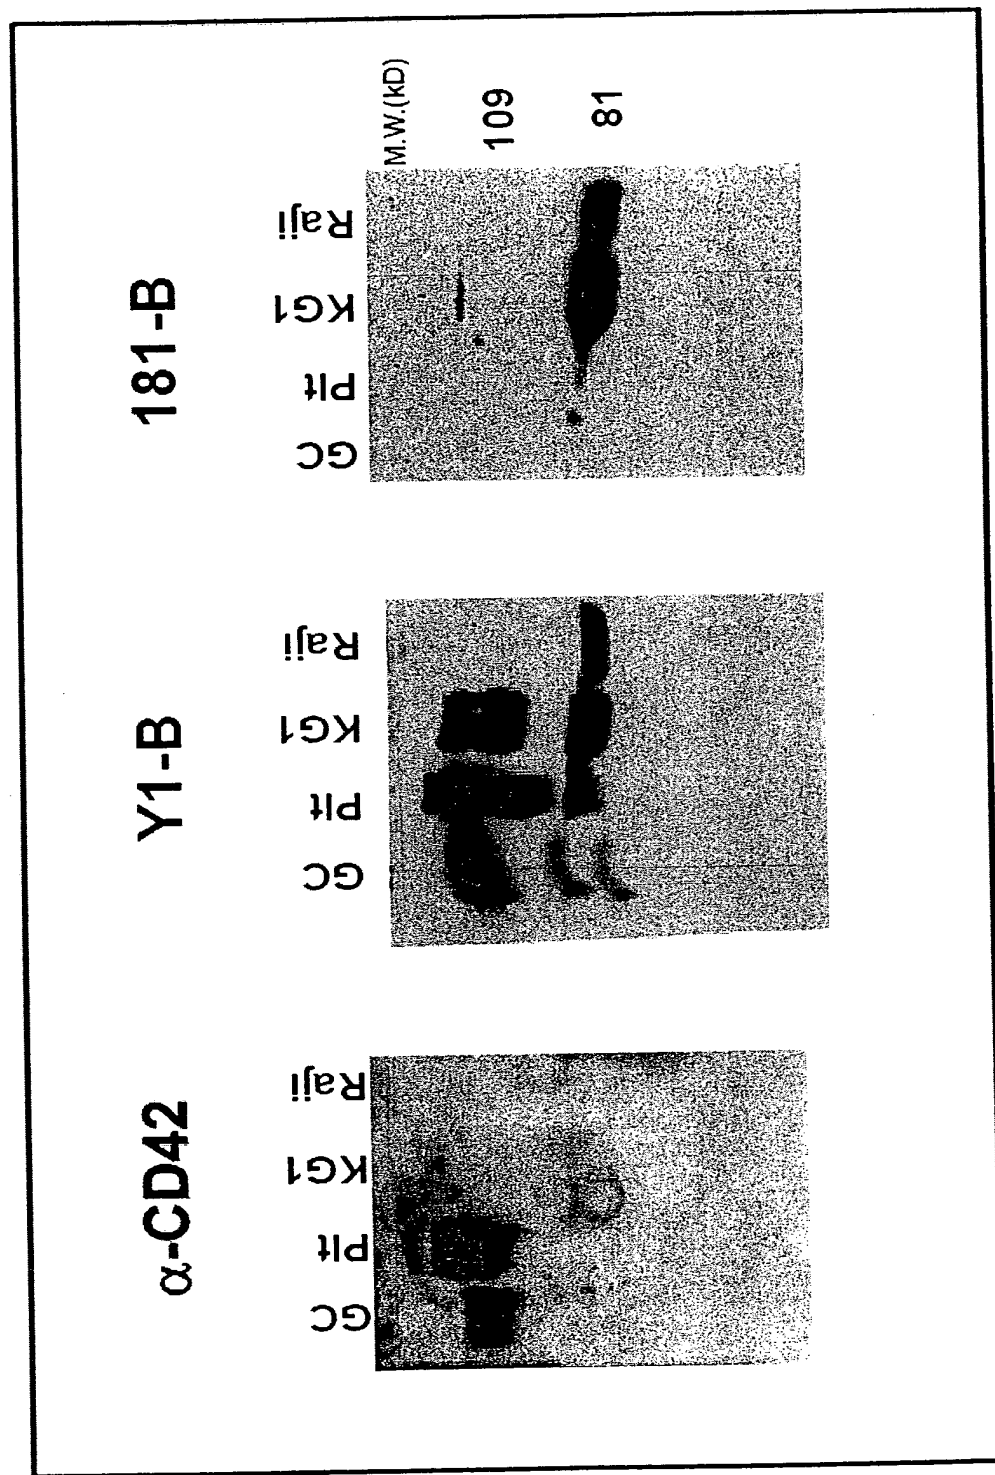 α-CD42
Y1-B
181-B
GC
Plt
KG1
Raji
GC
Plt
KG1
Raji
GC
Plt
KG1
Raji
M.W.(kD)
109
81